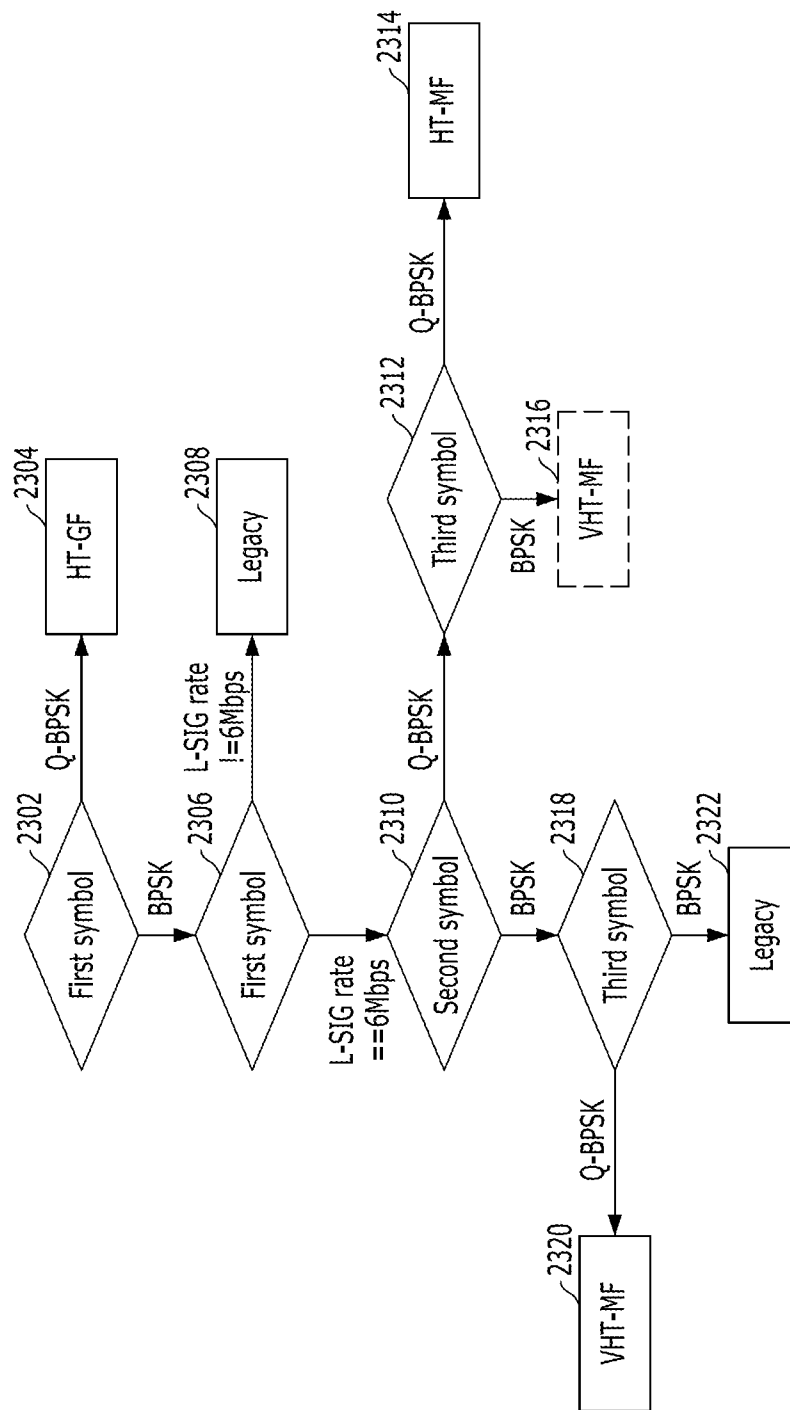 2302
First symbol
Q-BPSK
2304
HT-GF
BPSK
2306
First symbol
L-SIG rate
!=6Mbps
2308
Legacy
L-SIG rate
==6Mbps
2310
Second symbol
Q-BPSK
2312
Third symbol
Q-BPSK
2314
HT-MF
BPSK
2316
VHT-MF
BPSK
2318
Third symbol
Q-BPSK
2320
VHT-MF
BPSK
2322
Legacy